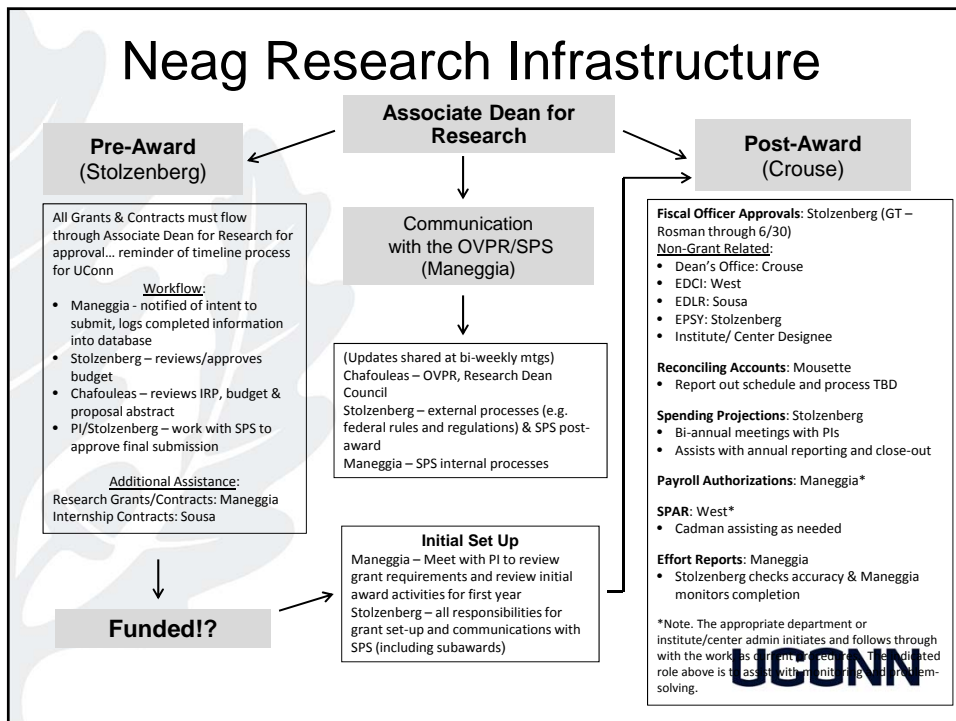 Neag Research Infrastructure
Associate Dean for
Research
Pre-Award
(Stolzenberg)
All Grants & Contracts must flow
through Associate Dean for Research for
approval… reminder of timeline process
for UConn
Workflow:
• Maneggia - notified of intent to
submit, logs completed information
into database
• Stolzenberg – reviews/approves
budget
• Chafouleas – reviews IRP, budget &
proposal abstract
• PI/Stolzenberg – work with SPS to
approve final submission
Additional Assistance:
Research Grants/Contracts: Maneggia
Internship Contracts: Sousa
Funded!?
Communication
with the OVPR/SPS
(Maneggia)
(Updates shared at bi-weekly mtgs)
Chafouleas – OVPR, Research Dean
Council
Stolzenberg – external processes (e.g.
federal rules and regulations) & SPS post-
award
Maneggia – SPS internal processes
Initial Set Up
Maneggia – Meet with PI to review
grant requirements and review initial
award activities for first year
Stolzenberg – all responsibilities for
grant set-up and communications with
SPS (including subawards)
Post-Award
(Crouse)
Fiscal Officer Approvals: Stolzenberg (GT –
Rosman through 6/30)
Non-Grant Related:
• Dean's Office: Crouse
• EDCI: West
• EDLR: Sousa
• EPSY: Stolzenberg
• Institute/ Center Designee
Reconciling Accounts: Mousette
• Report out schedule and process TBD
Spending Projections: Stolzenberg
• Bi-annual meetings with PIs
• Assists with annual reporting and close-out
Payroll Authorizations: Maneggia*
SPAR: West*
• Cadman assisting as needed
Effort Reports: Maneggia
• Stolzenberg checks accuracy & Maneggia
monitors completion
*Note. The appropriate department or
institute/center admin initiates and follows through
with the work as
role above is to assist with monitoring problem-
solving.
UCONN